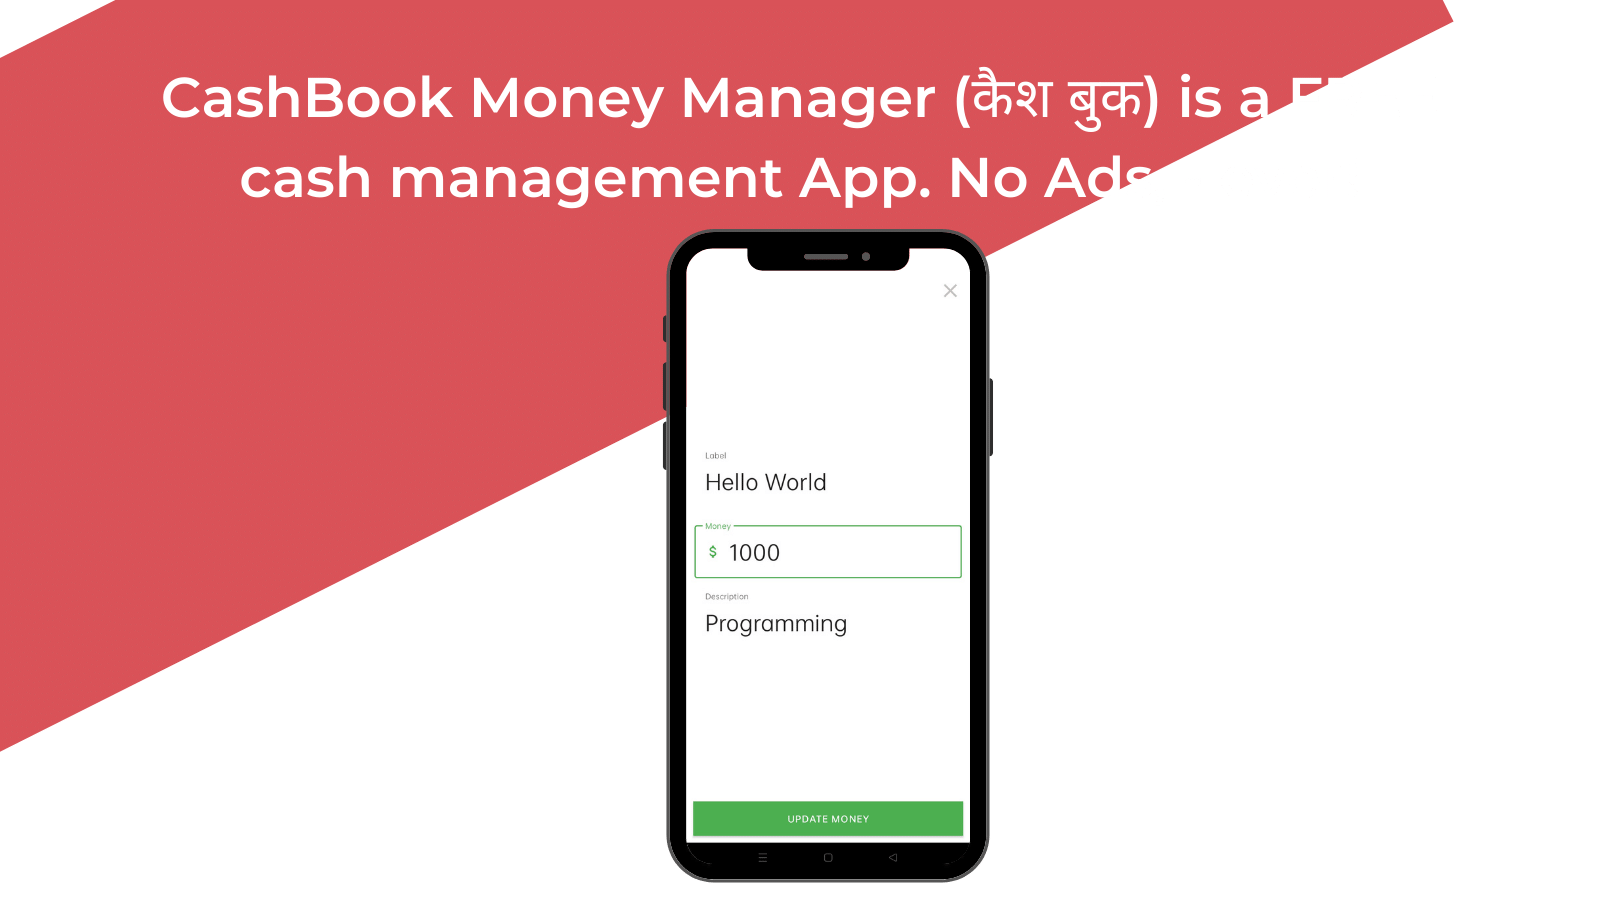 CashBook Money Manager (कैश बुक) is a
cash management App. No Ads
Label
Hello World
Money
$ 1000
Description
Programming
UPDATE MONEY